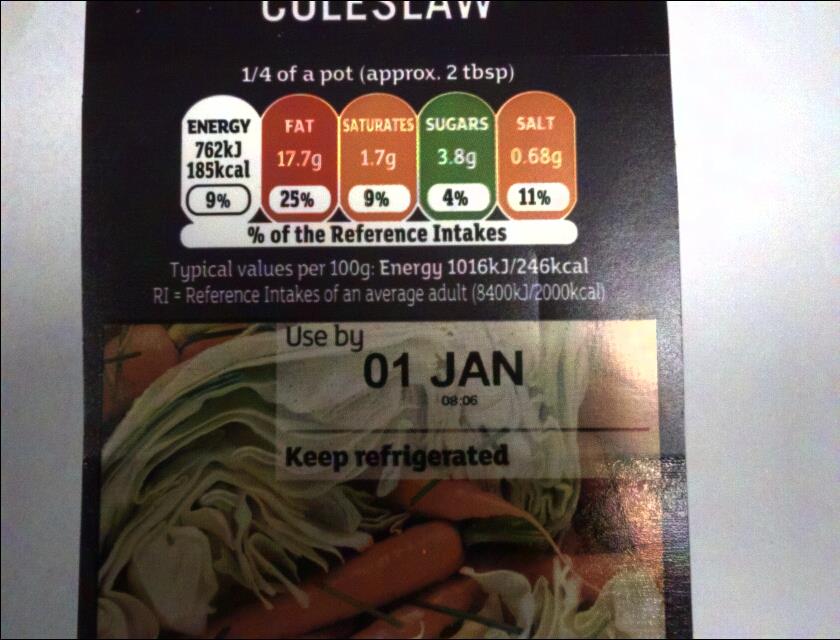 COLESLAW
1/4 of a pot (approx. 2 tbsp)
ENERGY
762kJ
185kcal
9%
FAT
17.7g
25%
SATURATES
1.7g
9%
SUGARS
3.8g
4%
SALT
0.68g
11%
% of the Reference Intakes
Typical values per 100g: Energy 1016kJ/246kcal
RI = Reference Intakes of an average adult (8400kJ/2000kcal)
Use by
01 JAN
08:06
Keep refrigerated